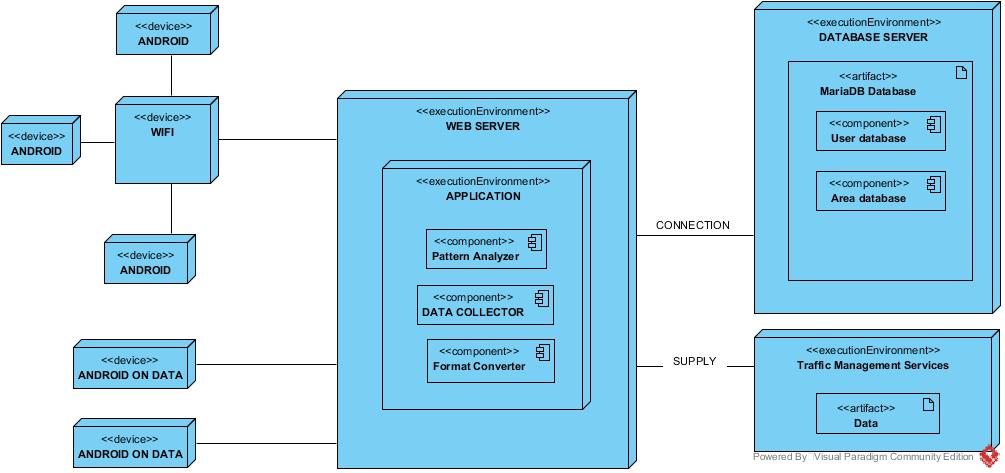 <<device>>
ANDROID
<<device>>
WIFI
<<device>>
ANDROID
<<device>>
ANDROID
<<device>>
ANDROID ON DATA
<<device>>
ANDROID ON DATA
<<executionEnvironment>>
WEB SERVER
<<executionEnvironment>>
APPLICATION
<<component>>
Pattern Analyzer
<<component>>
DATA COLLECTOR
<<component>>
Format Converter
CONNECTION
SUPPLY
<<executionEnvironment>>
DATABASE SERVER
<<artifact>>
MariaDB Database
<<component>>
User database
<<component>>
Area database
<<executionEnvironment>>
Traffic Management Services
<<artifact>>
Data
Powered By Visual Paradigm Community Edition